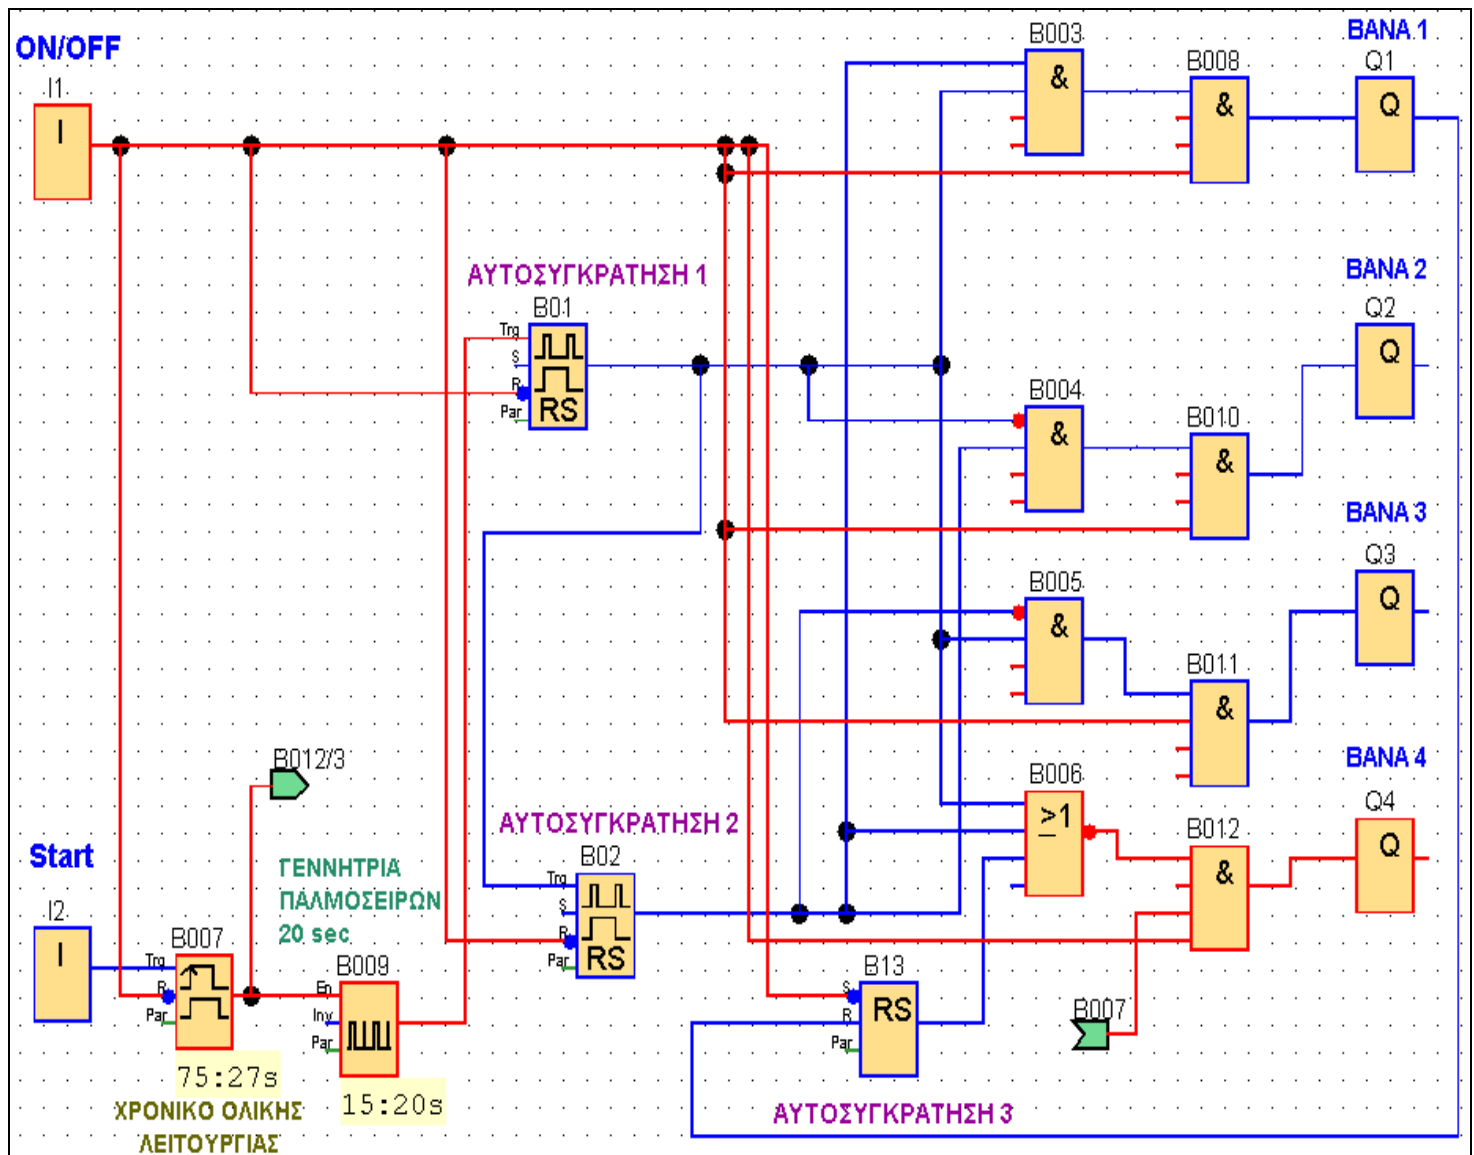 ON/OFF
I1
I
B003
&
B008
&
BANA 1
Q1
Q
ΑΥΤΟΣΥΓΚΡΑΤΗΣΗ 1
B01
Trg
S
R
Par
RS
BANA 2
Q2
Q
B004
&
B010
&
BANA 3
Q3
Q
B005
&
B011
&
B012/3
ΑΥΤΟΣΥΓΚΡΑΤΗΣΗ 2
B02
Trg
S
R
Par
RS
BANA 4
Q4
Q
B006
≥1
B012
&
Start
I2
I
ΓΕΝΝΗΤΡΙΑ
ΠΑΛΜΟΣΕΙΡΩΝ
20 sec
B007
Trg
R
Par
75:27s
ΧΡΟΝΙΚΟ ΟΛΙΚΗΣ
ΛΕΙΤΟΥΡΓΙΑΣ
B009
En
Inv
Par
15:20s
B13
S
R
Par
RS
ΑΥΤΟΣΥΓΚΡΑΤΗΣΗ 3
B007